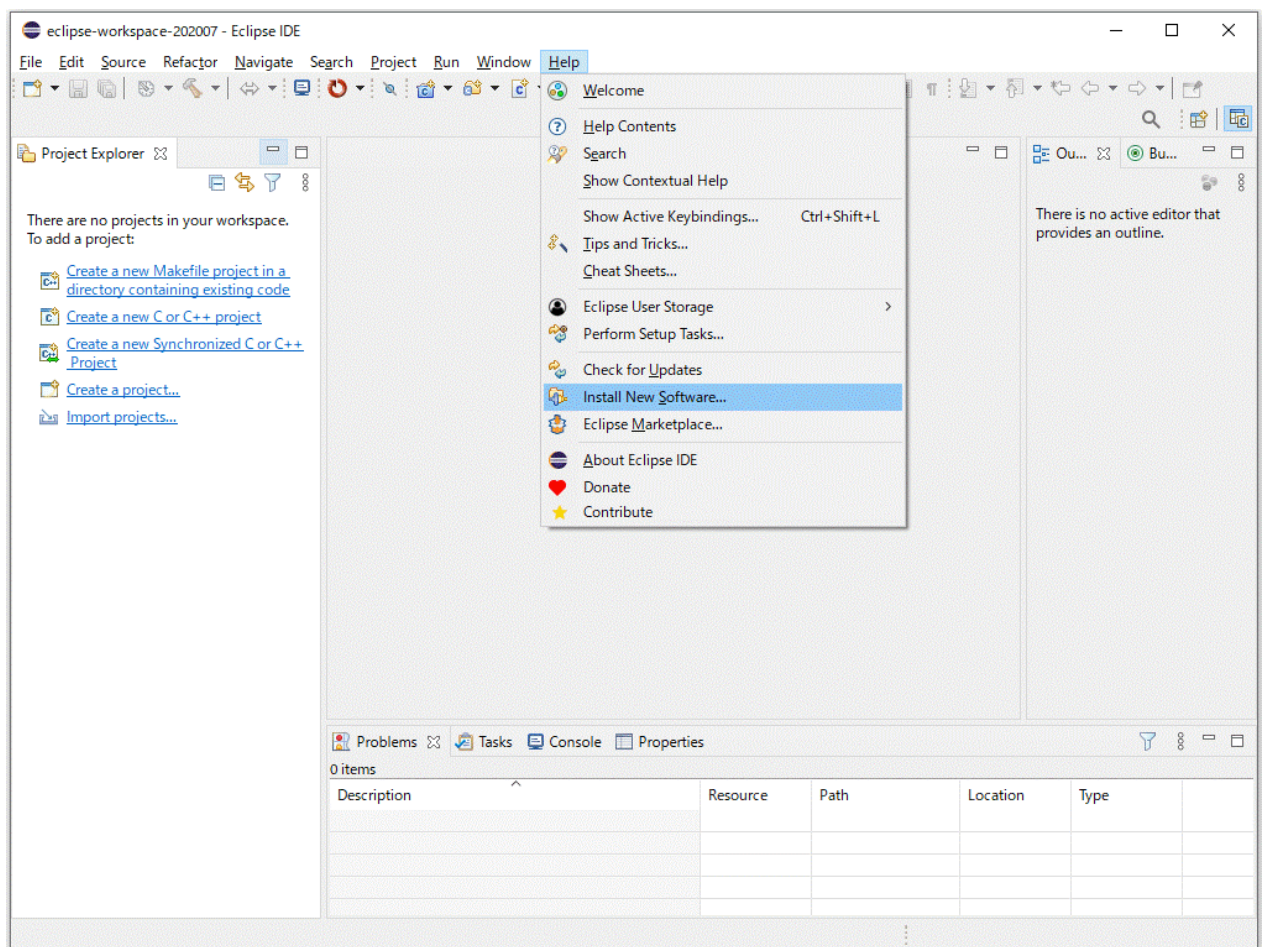 eclipse-workspace-202007 - Eclipse IDE
File Edit Source Refactor Navigate Search Project Run Window Help
Welcome
Help Contents
Search
Show Contextual Help
Show Active Keybindings... Ctrl+Shift+L
Tips and Tricks...
Cheat Sheets...
Eclipse User Storage
Perform Setup Tasks...
Check for Updates
Install New Software...
Eclipse Marketplace...
About Eclipse IDE
Donate
Contribute
Project Explorer
There are no projects in your workspace.
To add a project:
Create a new Makefile project in a
directory containing existing code
Create a new C or C++ project
Create a new Synchronized C or C++
Project
Create a project...
Import projects...
Ou... Bu...
There is no active editor that
provides an outline.
Problems Tasks Console Properties
0 items
Description Resource Path Location Type